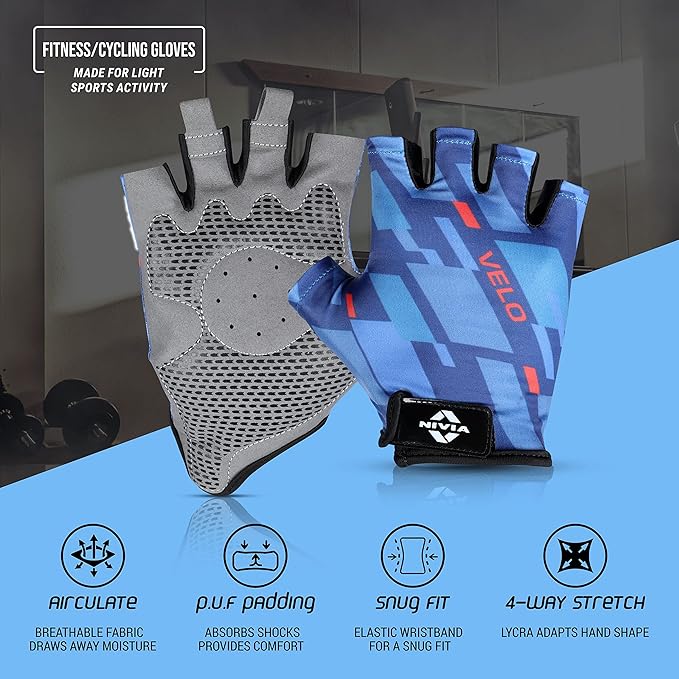 FITNESS/CYCLING GLOVES
MADE FOR LIGHT
SPORTS ACTIVITY
VELO
NIVIA
AIRCULATE
BREATHABLE FABRIC
DRAWS AWAY MOISTURE
P.U.F PADDING
ABSORBS SHOCKS
PROVIDES COMFORT
SNUG FIT
ELASTIC WRISTBAND
FOR A SNUG FIT
4-WAY STRETCH
LYCRA ADAPTS HAND SHAPE